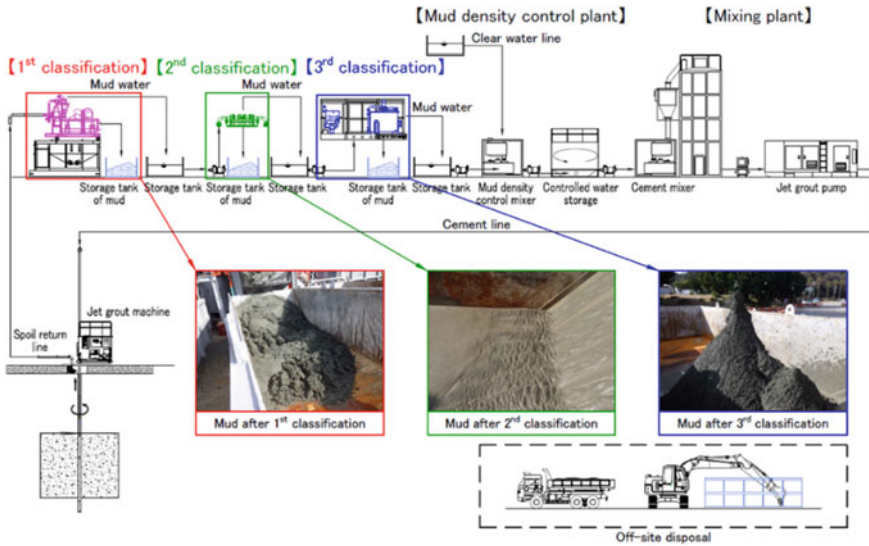 【Mud density control plant】
【Mixing plant】
Clear water line
【1st classification】【2nd classification】【3rd classification】
Mud water
Mud water
Mud water
Storage tank
of mud
Storage tank
Storage tank
of mud
Storage tank
Storage tank
of mud
Storage tank
Mud density
control mixer
Controlled water
storage
Cement mixer
Jet grout pump
Cement line
Jet grout machine
Spoil return
line
Mud after 1st classification
Mud after 2nd classification
Mud after 3rd classification
Off-site disposal